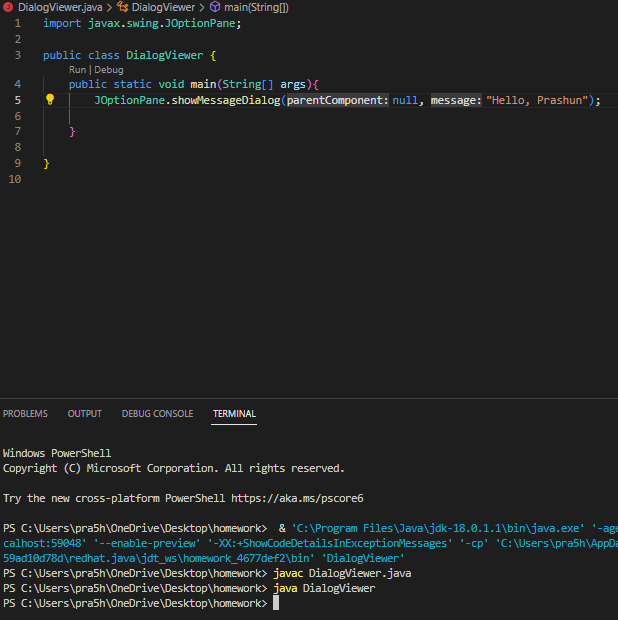 DialogViewer.java > DialogViewer > main(String[])
1 import javax.swing.JOptionPane;
2
3 public class DialogViewer {
Run | Debug
4 public static void main(String[] args){
5 JOptionPane.showMessageDialog(parentComponent: null, message: "Hello, Prashun");
6
7 }
8
9 }
10
PROBLEMS OUTPUT DEBUG CONSOLE TERMINAL
Windows PowerShell
Copyright (C) Microsoft Corporation. All rights reserved.
Try the new cross-platform PowerShell https://aka.ms/pscore6
PS C:\Users\pra5h\OneDrive\Desktop\homework> & 'C:\Program Files\Java\jdk-18.0.1.1\bin\java.exe' '-age
calhost:59048' '--enable-preview' '-XX:+ShowCodeDetailsInExceptionMessages' '-cp' 'C:\Users\pra5h\AppDa
59ad10d78d\redhat.java\jdt_ws\homework_4677def2\bin' 'DialogViewer'
PS C:\Users\pra5h\OneDrive\Desktop\homework> javac DialogViewer.java
PS C:\Users\pra5h\OneDrive\Desktop\homework> java DialogViewer
PS C:\Users\pra5h\OneDrive\Desktop\homework>